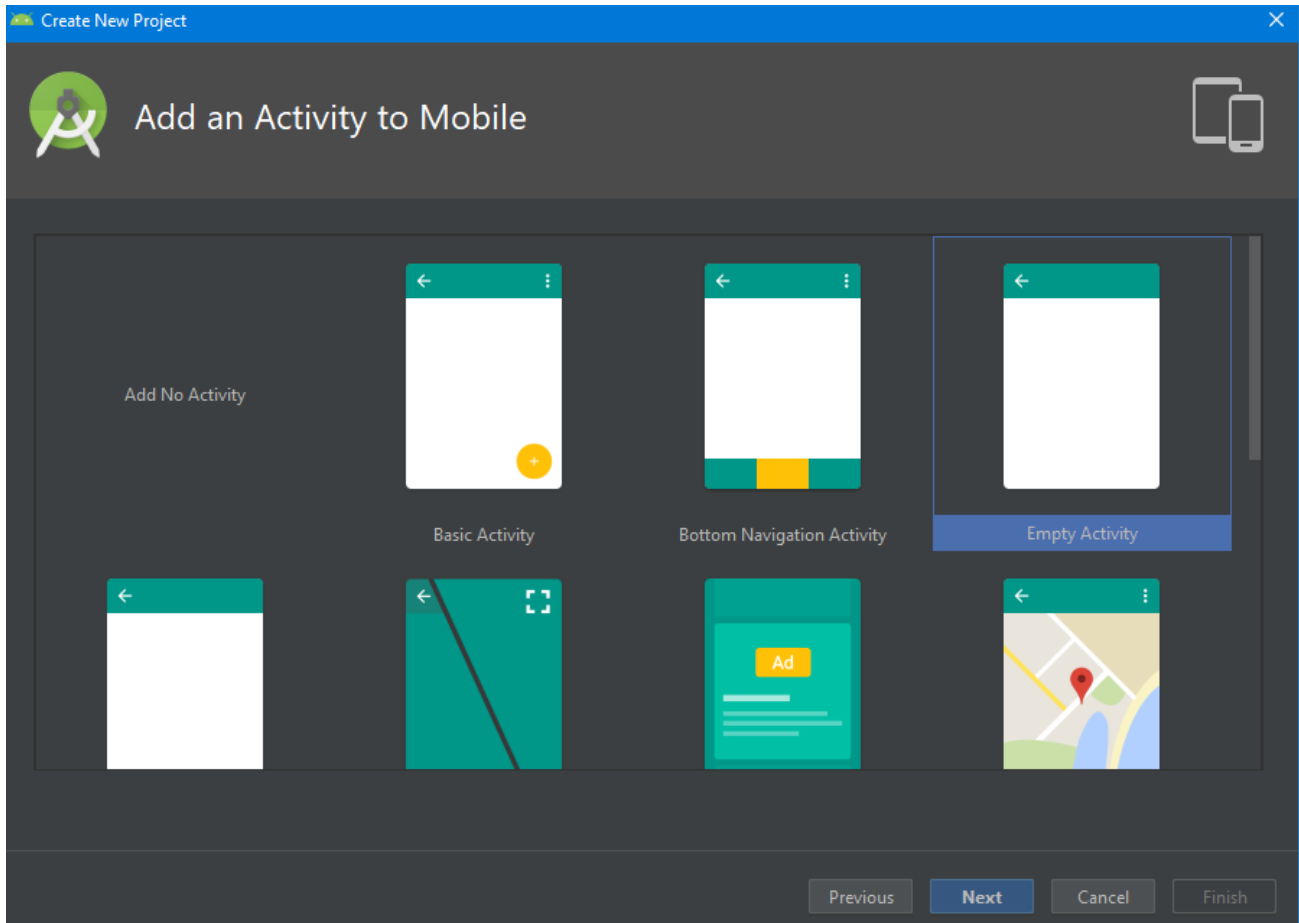 Create New Project
Add an Activity to Mobile
Add No Activity
Basic Activity
Bottom Navigation Activity
Empty Activity
Ad
Previous
Next
Cancel
Finish